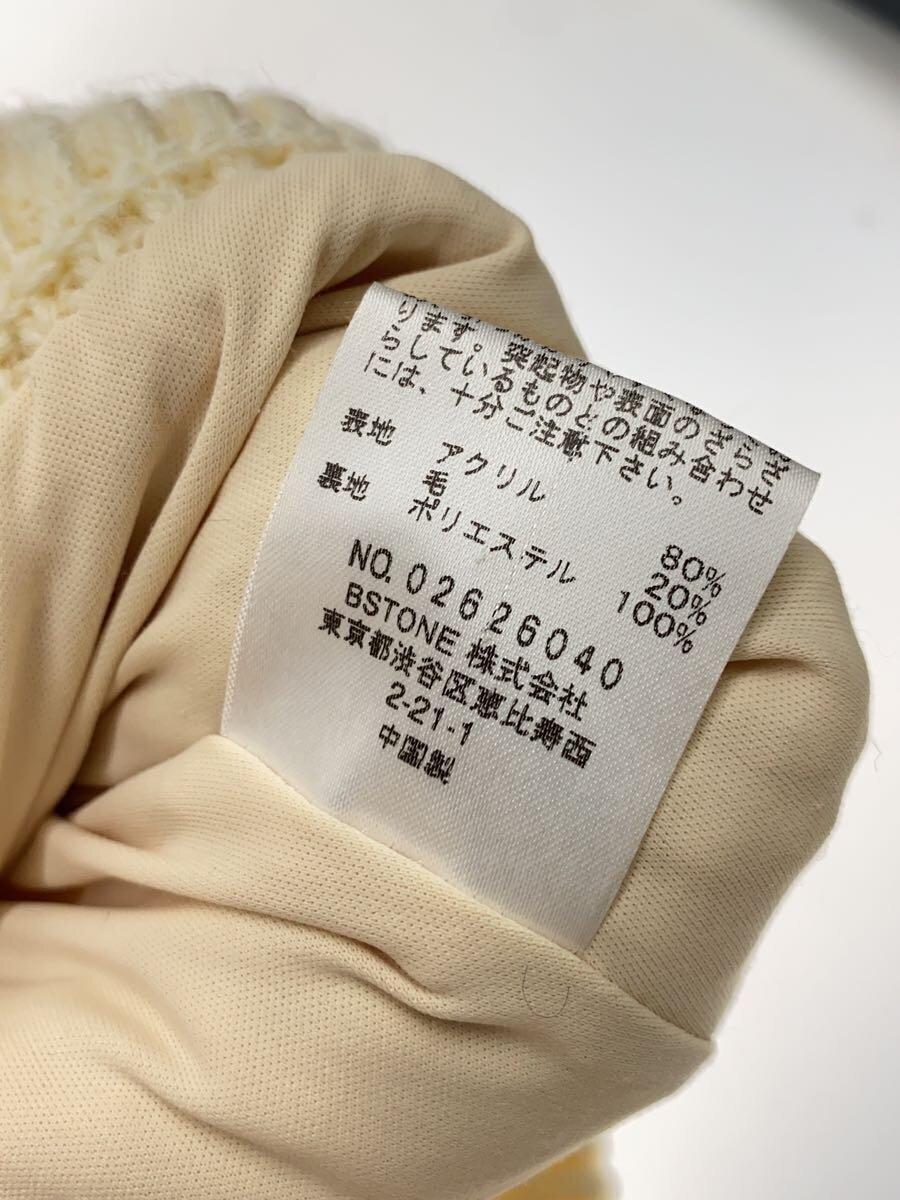 ります。突起物や表面のざらざ
らしているものとの組み合わせ
には、十分ご注意下さい。
表地 アクリル 80%
毛 20%
裏地 ポリエステル 100%
NO. 02626040
BSTONE 株式会社
東京都渋谷区恵比寿西
2-21-1
中国製